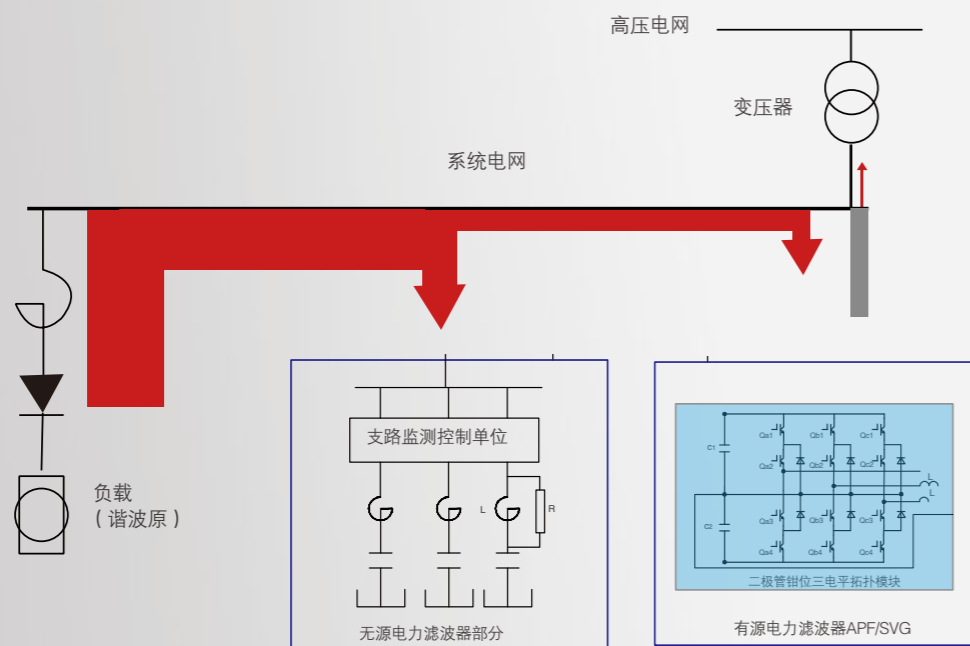 高压电网
变压器
系统电网
负载
(谐波原)
支路监测控制单位
L
R
无源电力滤波器部分
C1
C2
Qa1
Qb1
Qc1
Qa2
Qb2
Qc2
L
L
Qa3
Qb3
Qc3
Qa4
Qb4
Qc4
二极管钳位三电平拓扑模块
有源电力滤波器APF/SVG